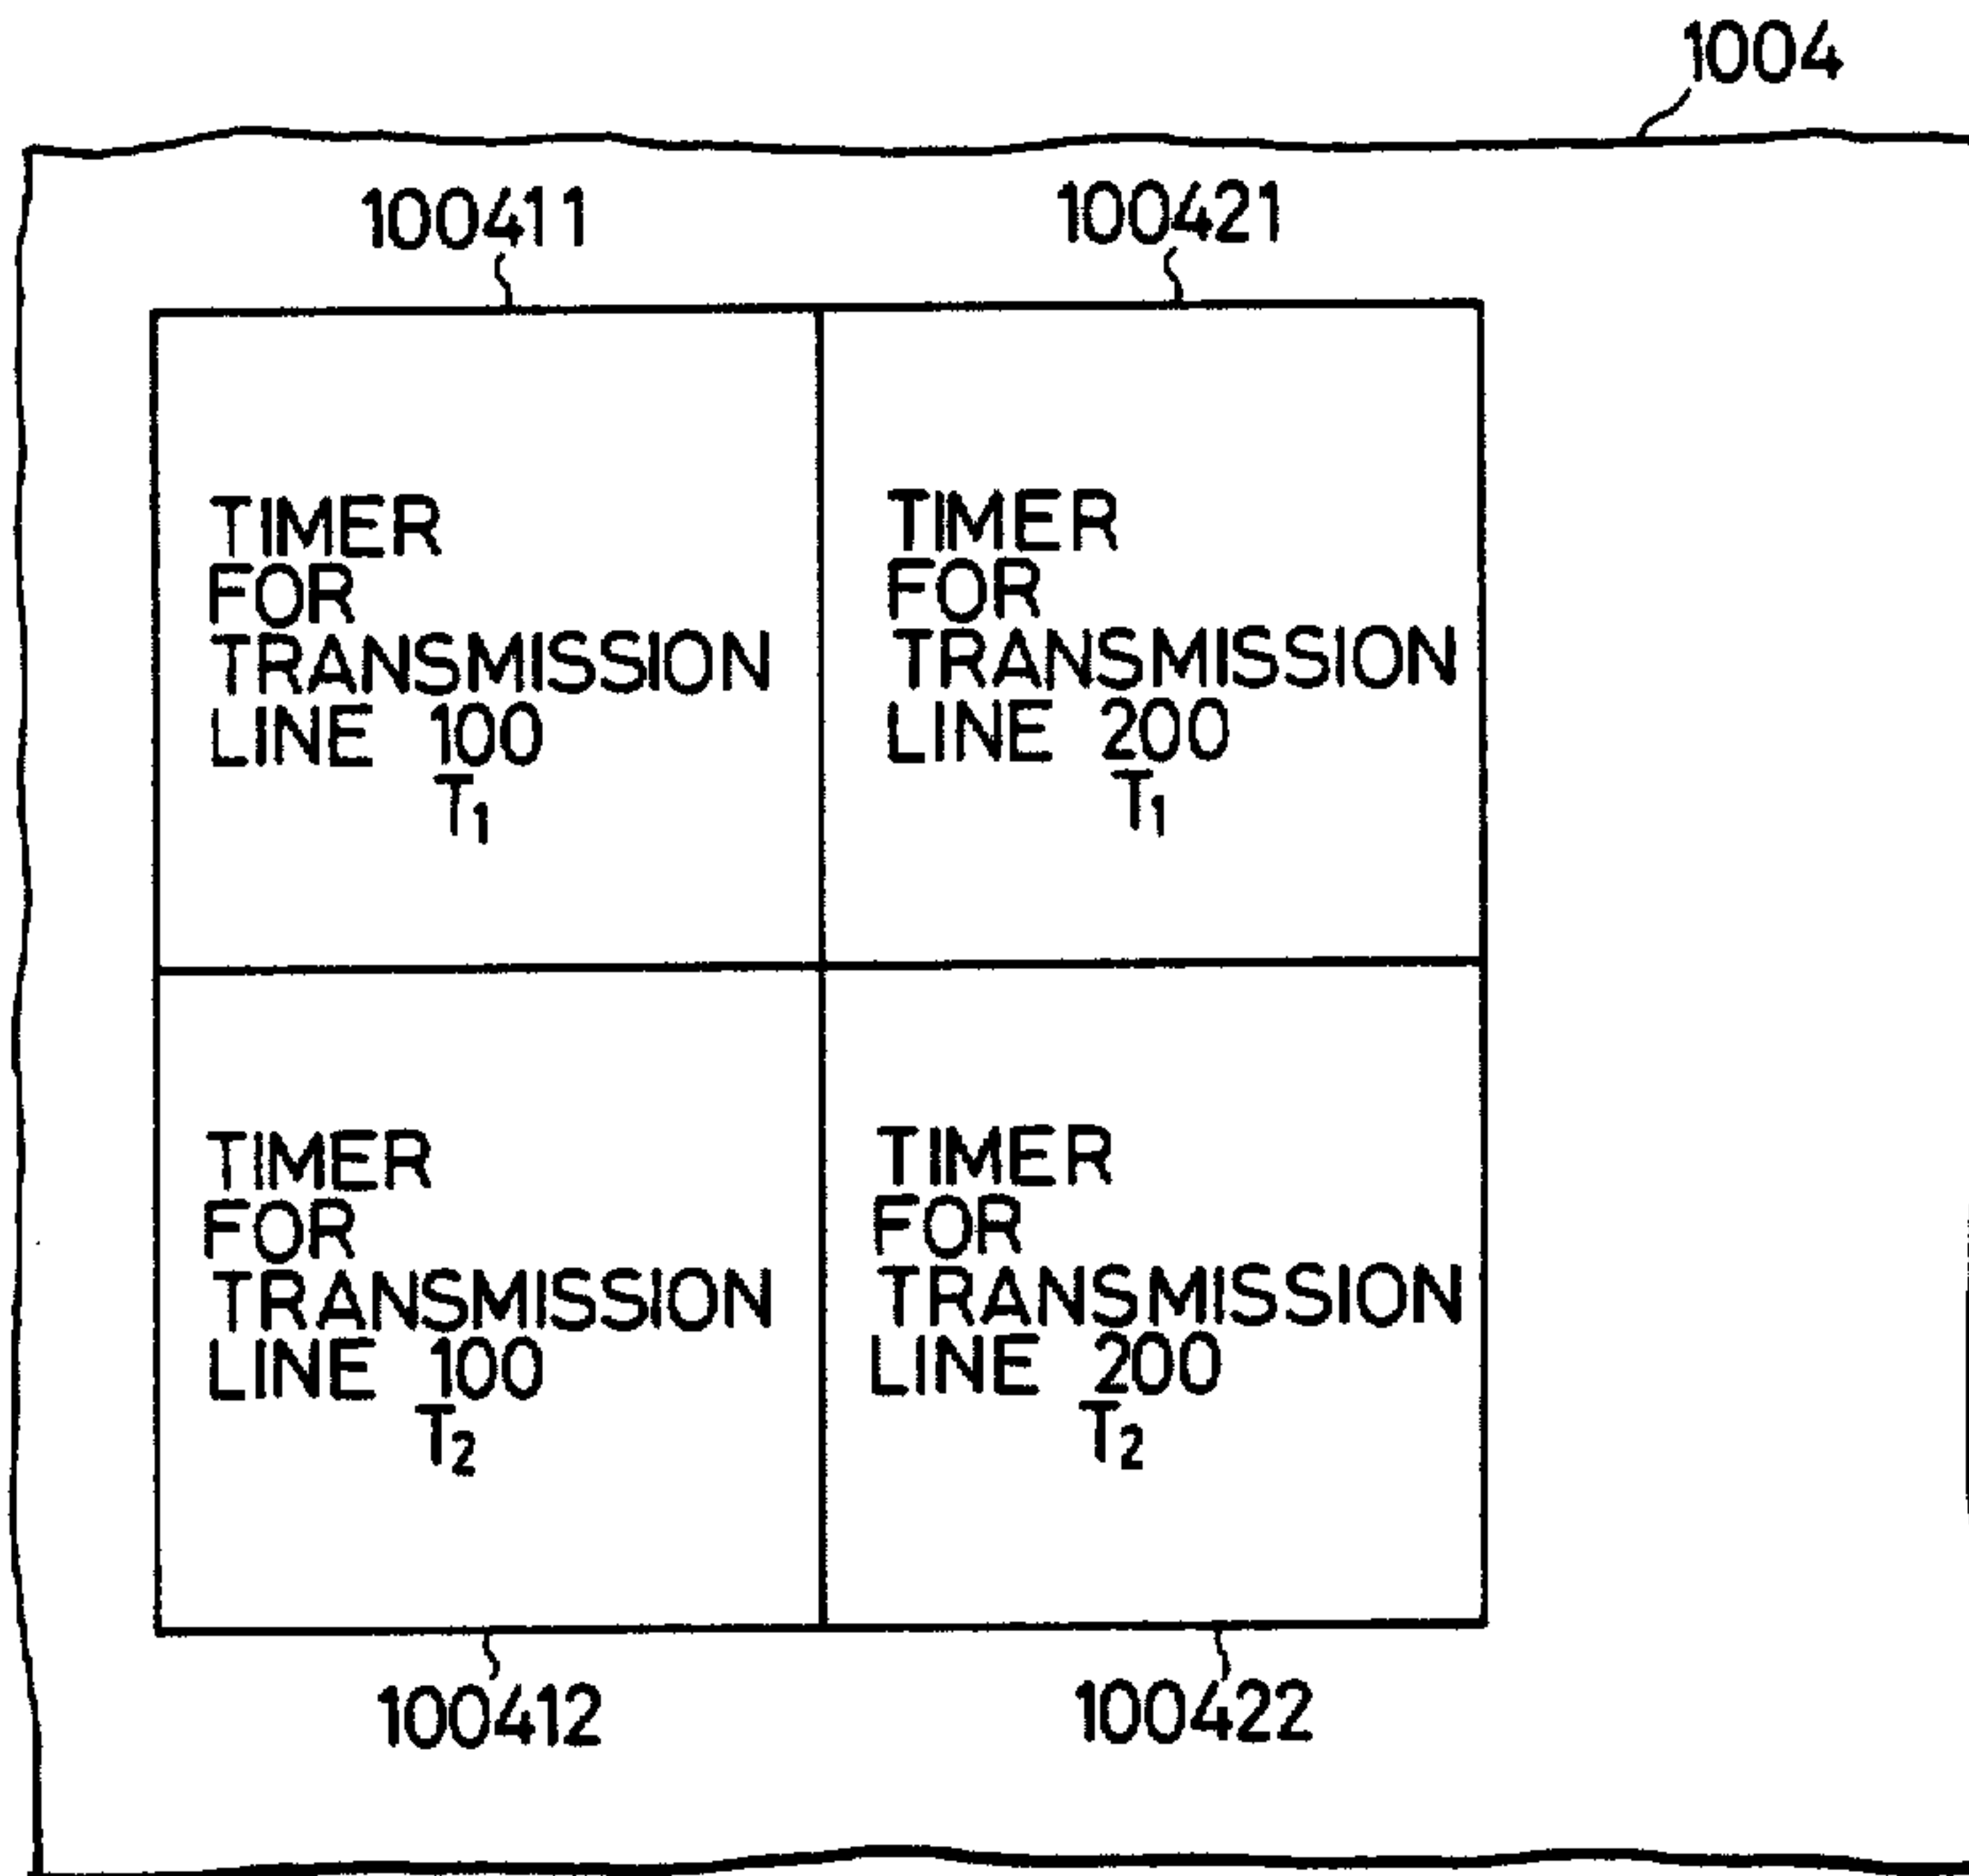 1004
100411
100421
TIMER
FOR
TRANSMISSION
LINE 100
T₁
TIMER
FOR
TRANSMISSION
LINE 200
T₁
TIMER
FOR
TRANSMISSION
LINE 100
T₂
TIMER
FOR
TRANSMISSION
LINE 200
T₂
100412
100422